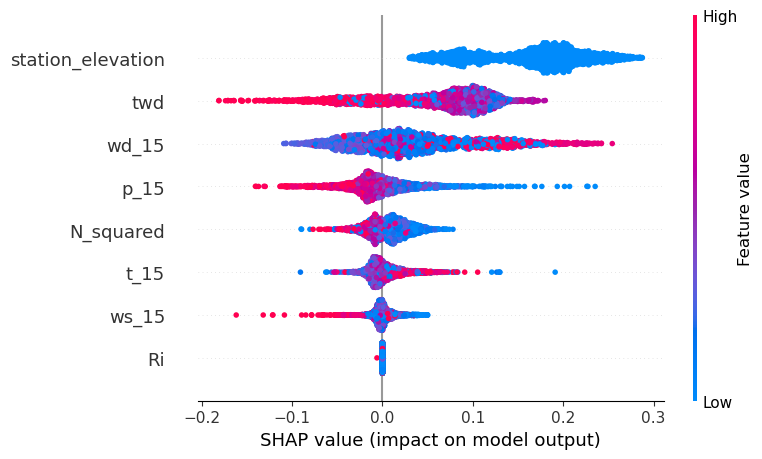 High
station_elevation
twd
wd_15
p_15
N_squared
t_15
ws_15
Ri
Feature value
Low
−0.2 −0.1 0.0 0.1 0.2 0.3
SHAP value (impact on model output)